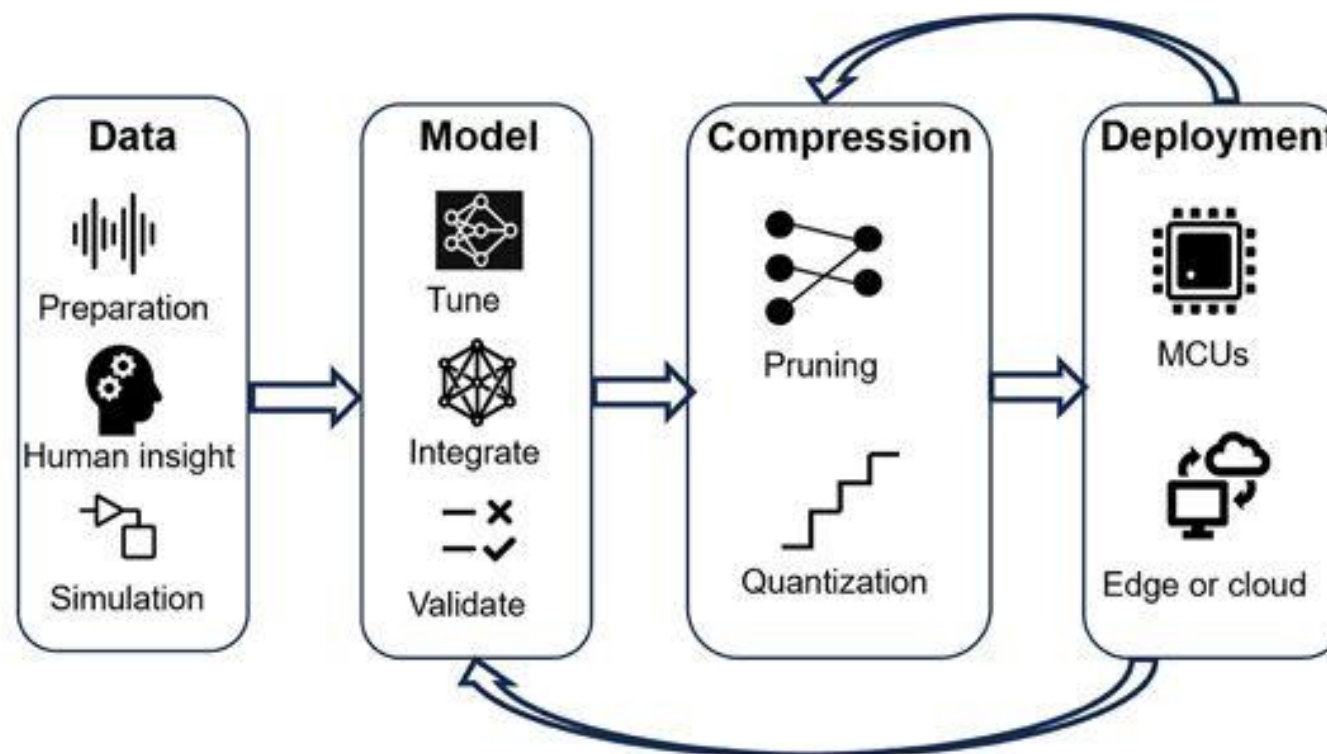 Data
Preparation
Human insight
Simulation
Model
Tune
Integrate
Validate
Compression
Pruning
Quantization
Deployment
MCUs
Edge or cloud